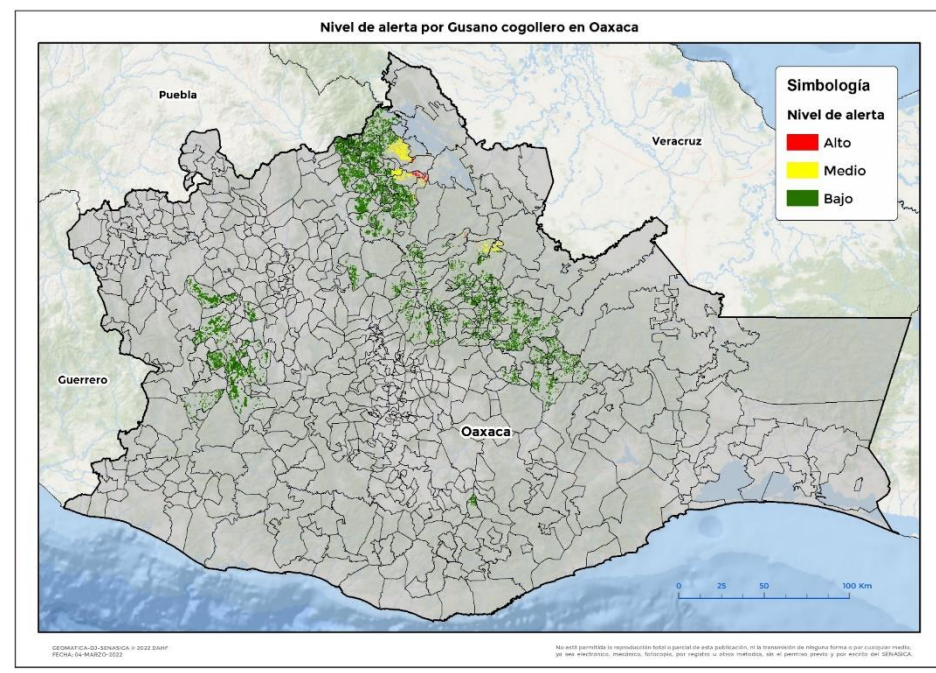 Nivel de alerta por Gusano cogollero en Oaxaca
Puebla
Veracruz
Simbología
Nivel de alerta
Alto
Medio
Bajo
Guerrero
Oaxaca
0 25 50 100 Km
GEOMATICA-DJ-SENASICA © 2022 DAHF
FECHA: 04-MARZO-2022
No está permitida la reproducción total o parcial de esta publicación, ni la transmisión de ninguna forma o por cualquier medio,
ya sea electrónico, mecánico, fotocopia, por registro u otros métodos, sin el permiso previo y por escrito del SENASICA.